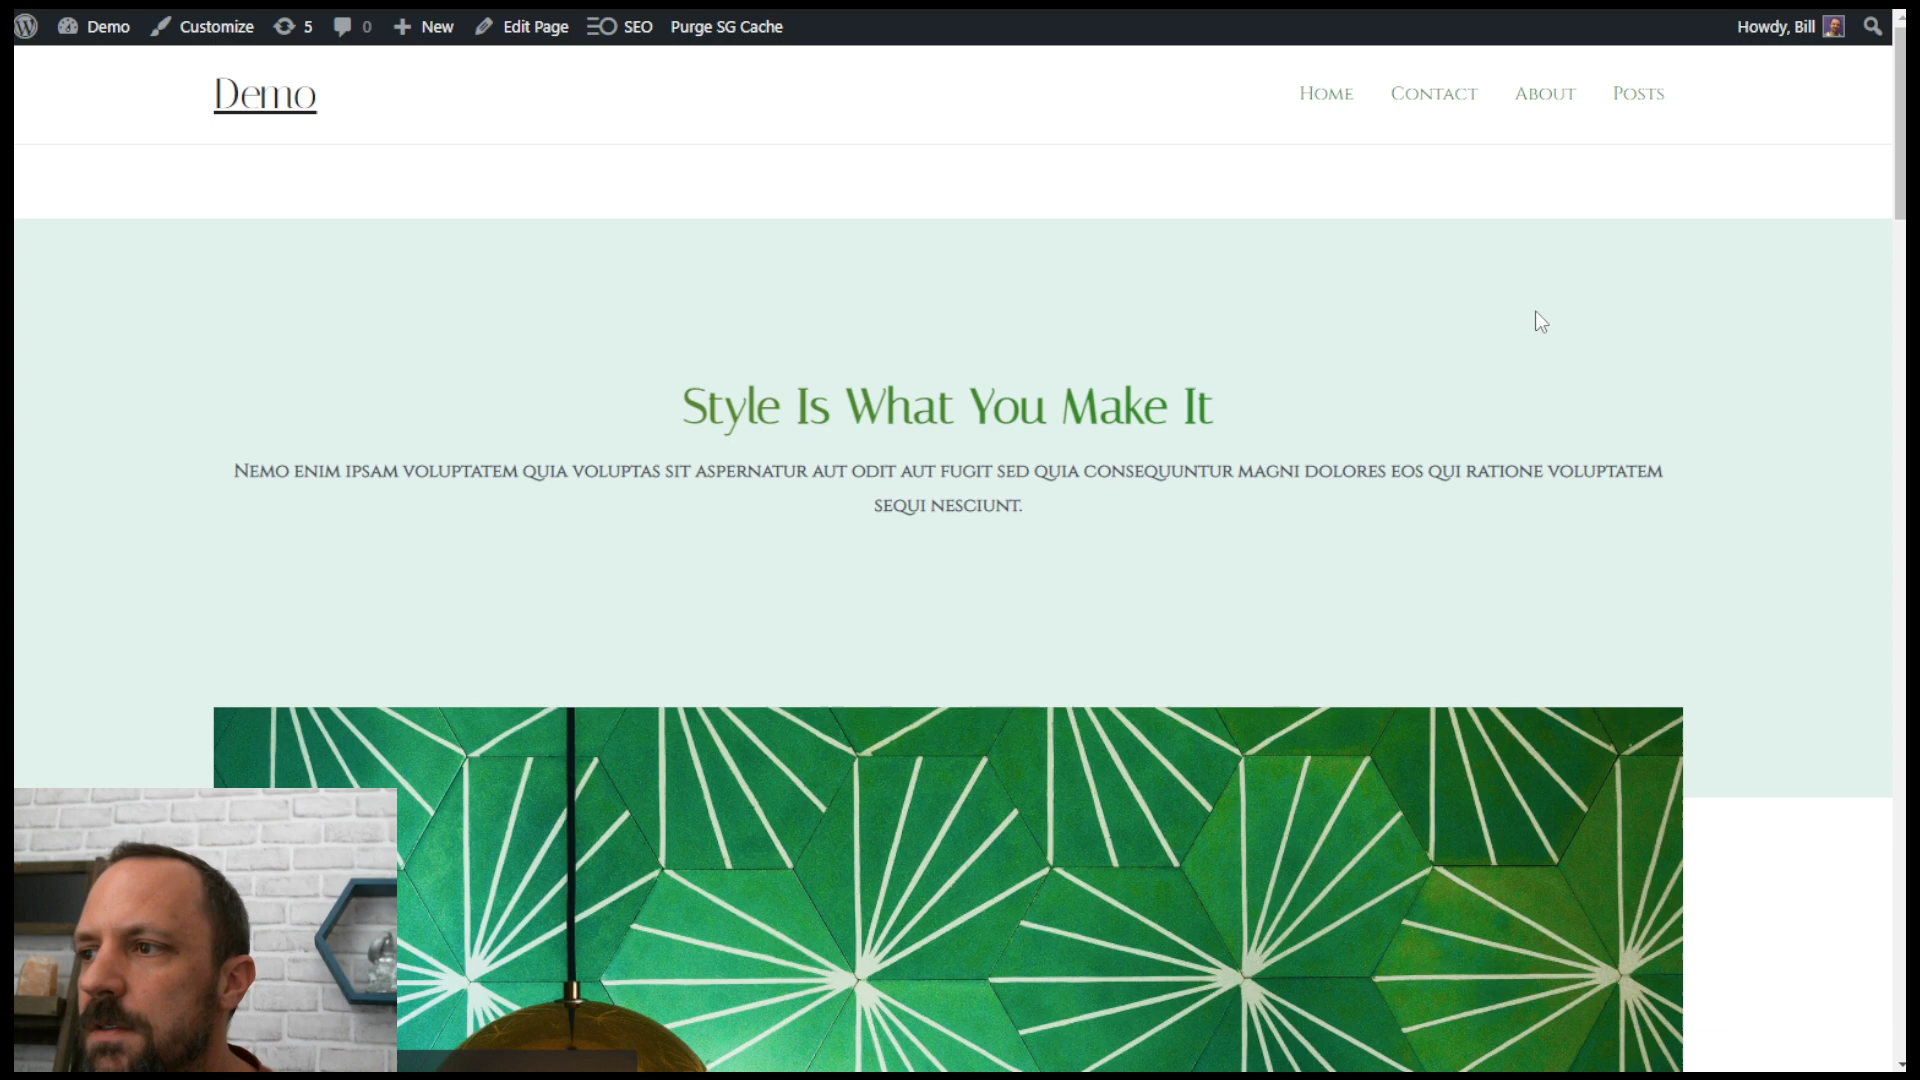 Demo Customize 5 0 New Edit Page SEO Purge SG Cache Howdy, Bill
Demo
Home Contact About Posts
Style Is What You Make It
Nemo enim ipsam voluptatem quia voluptas sit aspernatur aut odit aut fugit sed quia consequuntur magni dolores eos qui ratione voluptatem
sequi nesciunt.